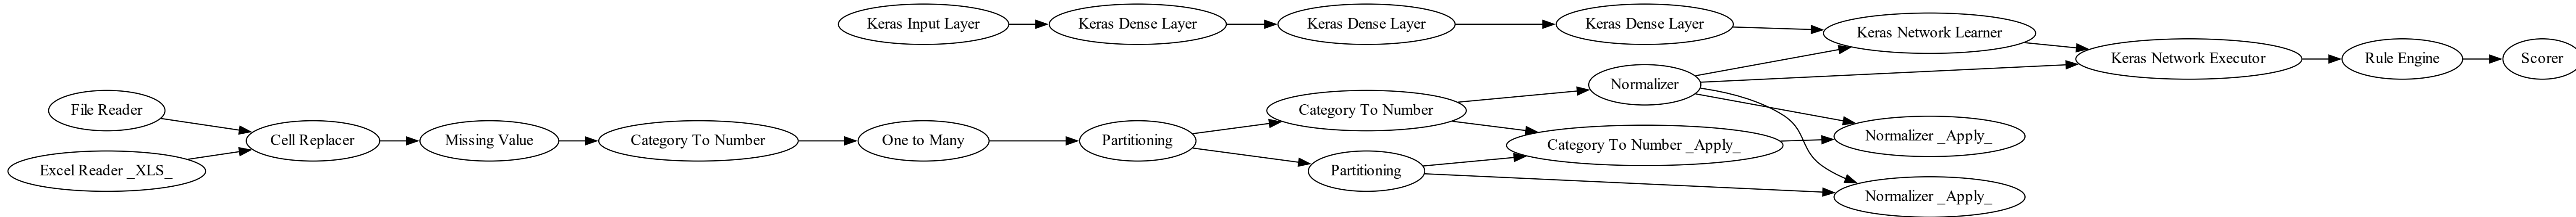 Keras Input Layer
Keras Dense Layer
Keras Dense Layer
Keras Dense Layer
Keras Network Learner
Keras Network Executor
Rule Engine
Scorer
File Reader
Excel Reader _XLS_
Cell Replacer
Missing Value
Category To Number
One to Many
Partitioning
Category To Number
Partitioning
Normalizer
Category To Number _Apply_
Normalizer _Apply_
Normalizer _Apply_